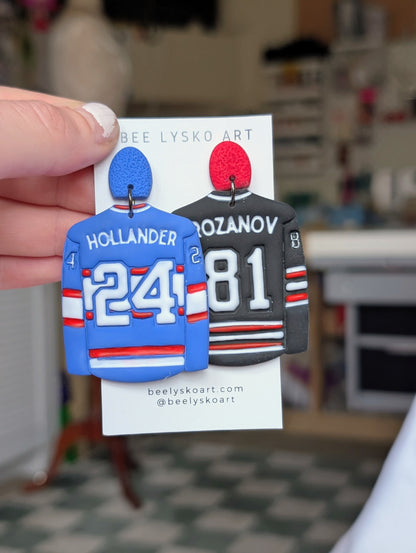 BEE LYSKO ART
HOLLANDER
24
4
2
ROZANOV
81
beelyskoart.com
@beelyskoart